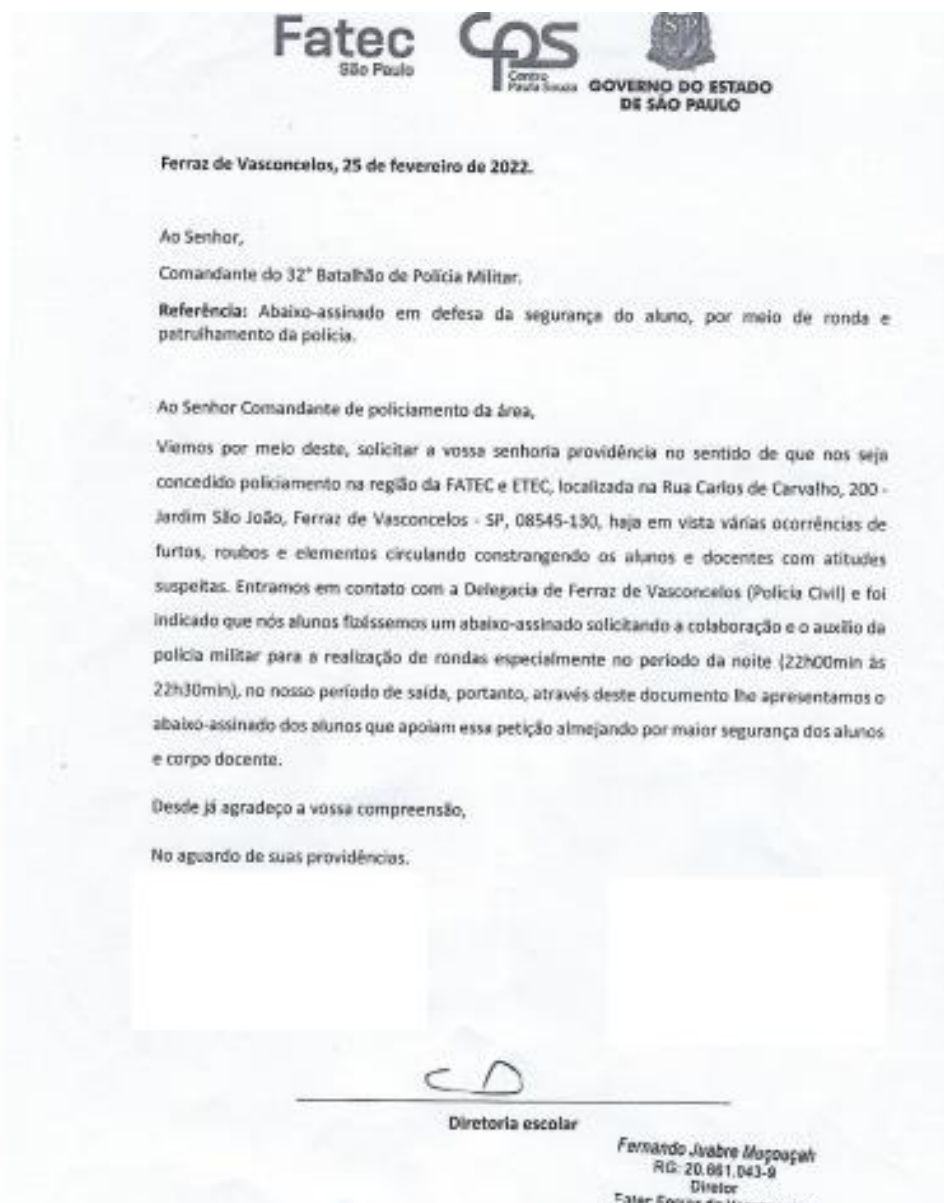 Fatec
São Paulo
CPS
Centro
Paula Souza
GOVERNO DO ESTADO
DE SÃO PAULO
Ferraz de Vasconcelos, 25 de fevereiro de 2022.
Ao Senhor,
Comandante do 32° Batalhão de Polícia Militar.
Referência: Abaixo-assinado em defesa da segurança do aluno, por meio de ronda e
patrulhamento da polícia.
Ao Senhor Comandante de policiamento da área,
Viemos por meio deste, solicitar a vossa senhoria providência no sentido de que nos seja
concedido policiamento na região da FATEC e ETEC, localizada na Rua Carlos de Carvalho, 200 -
Jardim São João, Ferraz de Vasconcelos - SP, 08545-130, haja em vista várias ocorrências de
furtos, roubos e elementos circulando constrangendo os alunos e docentes com atitudes
suspeitas. Entramos em contato com a Delegacia de Ferraz de Vasconcelos (Polícia Civil) e foi
indicado que nós alunos fizéssemos um abaixo-assinado solicitando a colaboração e o auxílio da
polícia militar para a realização de rondas especialmente no período da noite (22h00min às
22h30min), no nosso período de saída, portanto, através deste documento lhe apresentamos o
abaixo-assinado dos alunos que apoiam essa petição almejando por maior segurança dos alunos
e corpo docente.
Desde já agradeço a vossa compreensão,
No aguardo de suas providências.
Diretoria escolar
Fernando Juabre
RG: 20.661.043-9
Diretor
Fatec Ferraz de